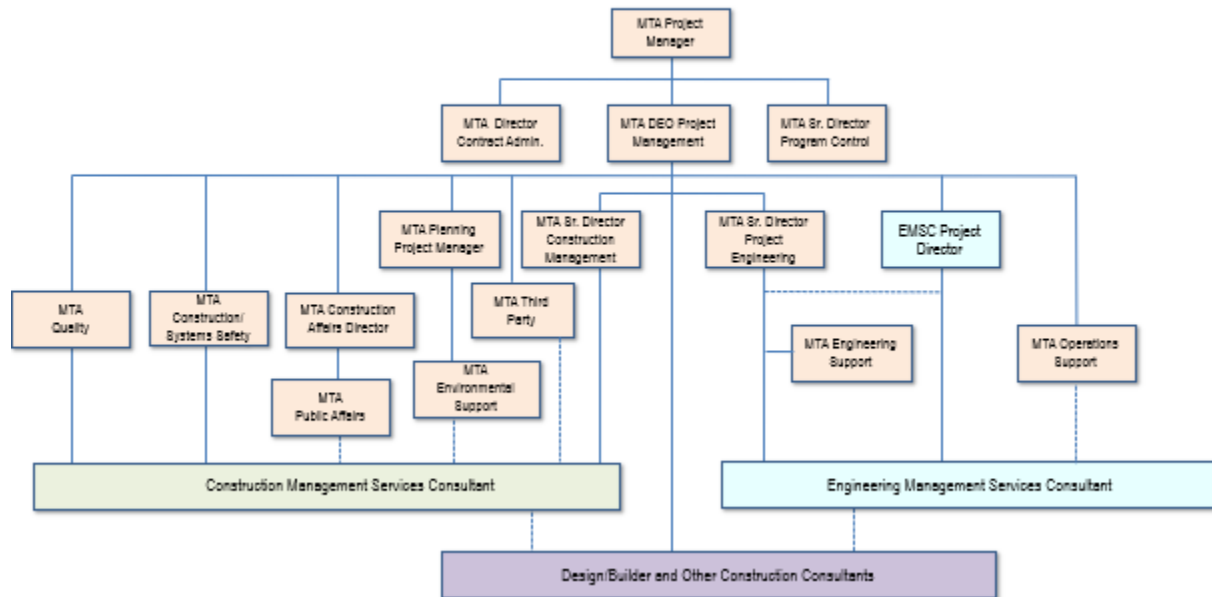 MTA Project
Manager
MTA Director
Contract Admin.
MTA DEO Project
Management
MTA Sr. Director
Program Control
MTA Planning
Project Manager
MTA Sr. Director
Construction
Management
MTA Sr. Director
Project
Engineering
EMSC Project
Director
MTA
Quality
MTA
Construction/
Systems Safety
MTA Construction
Affairs Director
MTA Third
Party
MTA Engineering
Support
MTA Operations
Support
MTA
Public Affairs
MTA
Environmental
Support
Construction Management Services Consultant
Engineering Management Services Consultant
Design/Builder and Other Construction Consultants